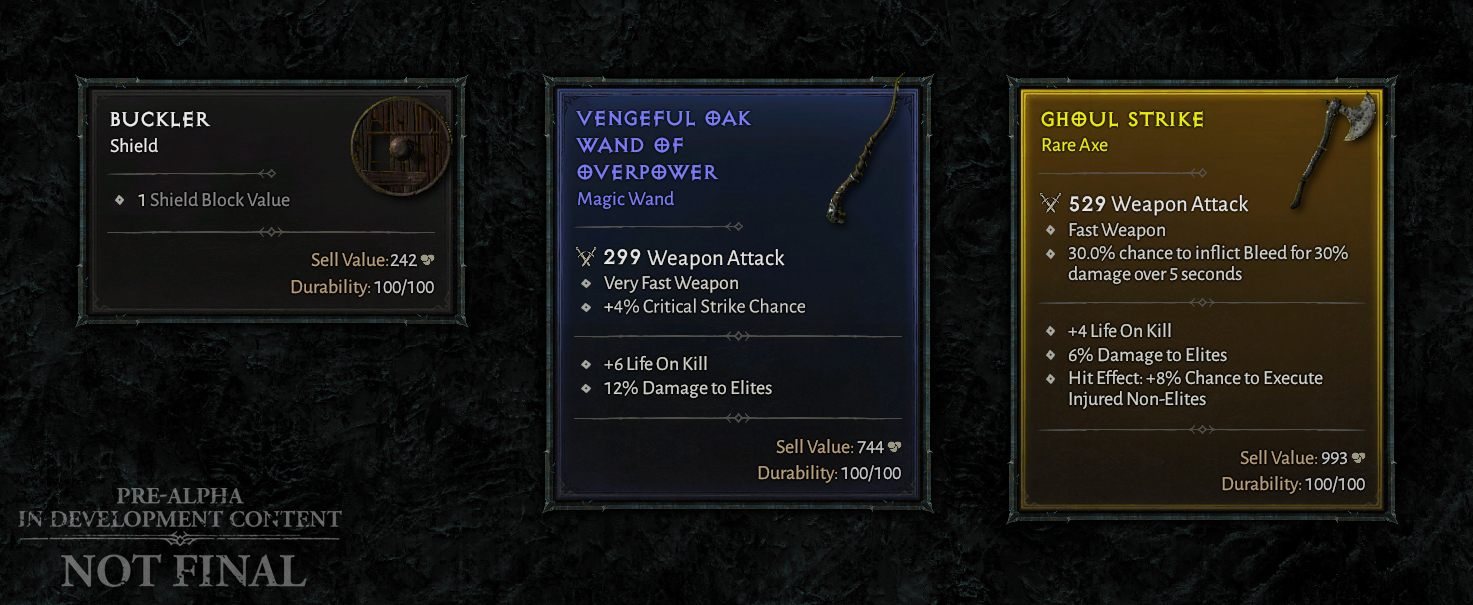 BUCKLER
Shield
1 Shield Block Value
Sell Value: 242
Durability: 100/100
VENGEFUL OAK
WAND OF
OVERPOWER
Magic Wand
299 Weapon Attack
Very Fast Weapon
+4% Critical Strike Chance
+6 Life On Kill
12% Damage to Elites
Sell Value: 744
Durability: 100/100
GHOUL STRIKE
Rare Axe
529 Weapon Attack
Fast Weapon
30.0% chance to inflict Bleed for 30%
damage over 5 seconds
+4 Life On Kill
6% Damage to Elites
Hit Effect: +8% Chance to Execute
Injured Non-Elites
Sell Value: 993
Durability: 100/100
PRE-ALPHA
IN DEVELOPMENT CONTENT
NOT FINAL